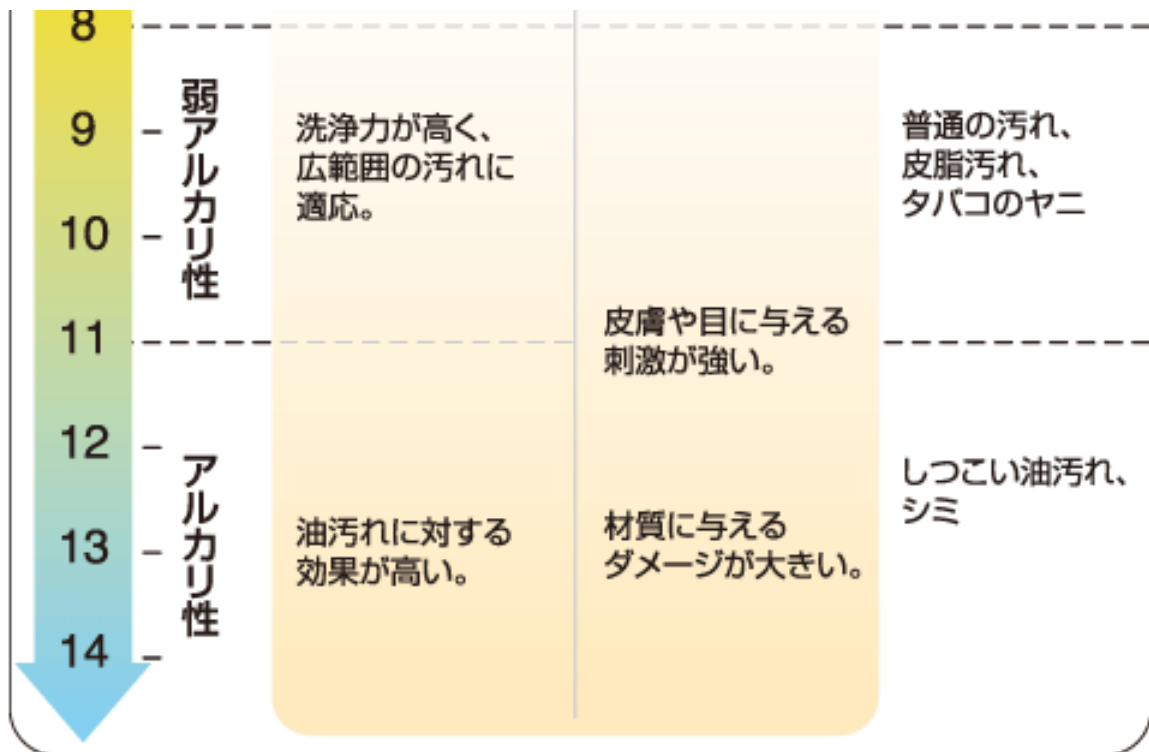 8
9
10
11
12
13
14
弱アルカリ性
アルカリ性
洗浄力が高く、
広範囲の汚れに
適応。
油汚れに対する
効果が高い。
皮膚や目に与える
刺激が強い。
材質に与える
ダメージが大きい。
普通の汚れ、
皮脂汚れ、
タバコのヤニ
しつこい油汚れ、
シミ